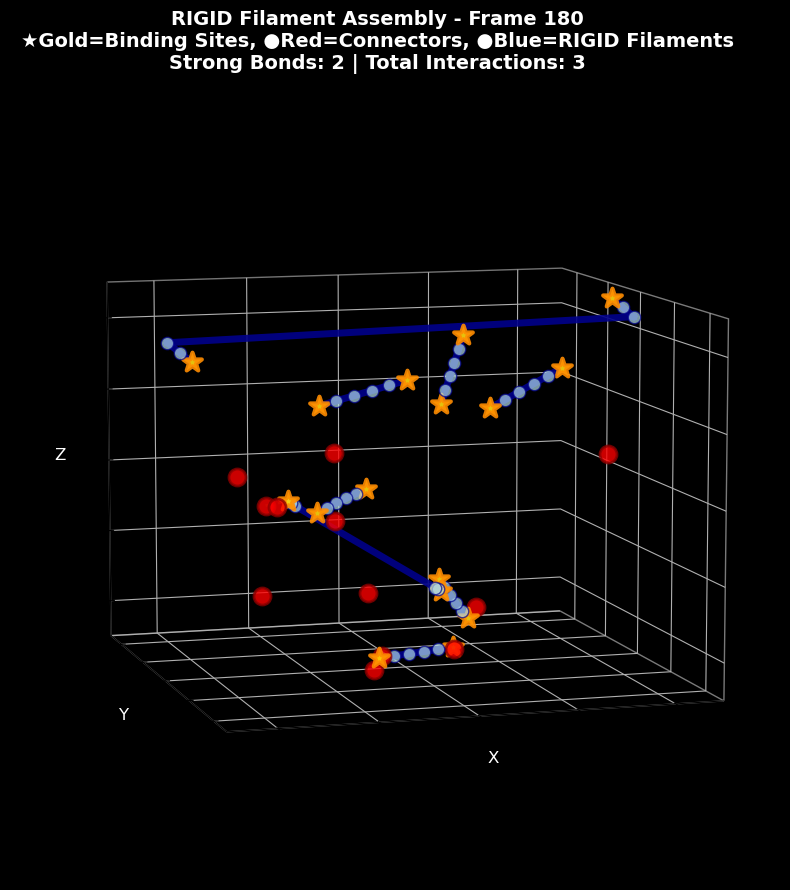 RIGID Filament Assembly - Frame 180
★Gold=Binding Sites, ●Red=Connectors, ●Blue=RIGID Filaments
Strong Bonds: 2 | Total Interactions: 3
Z
Y
X